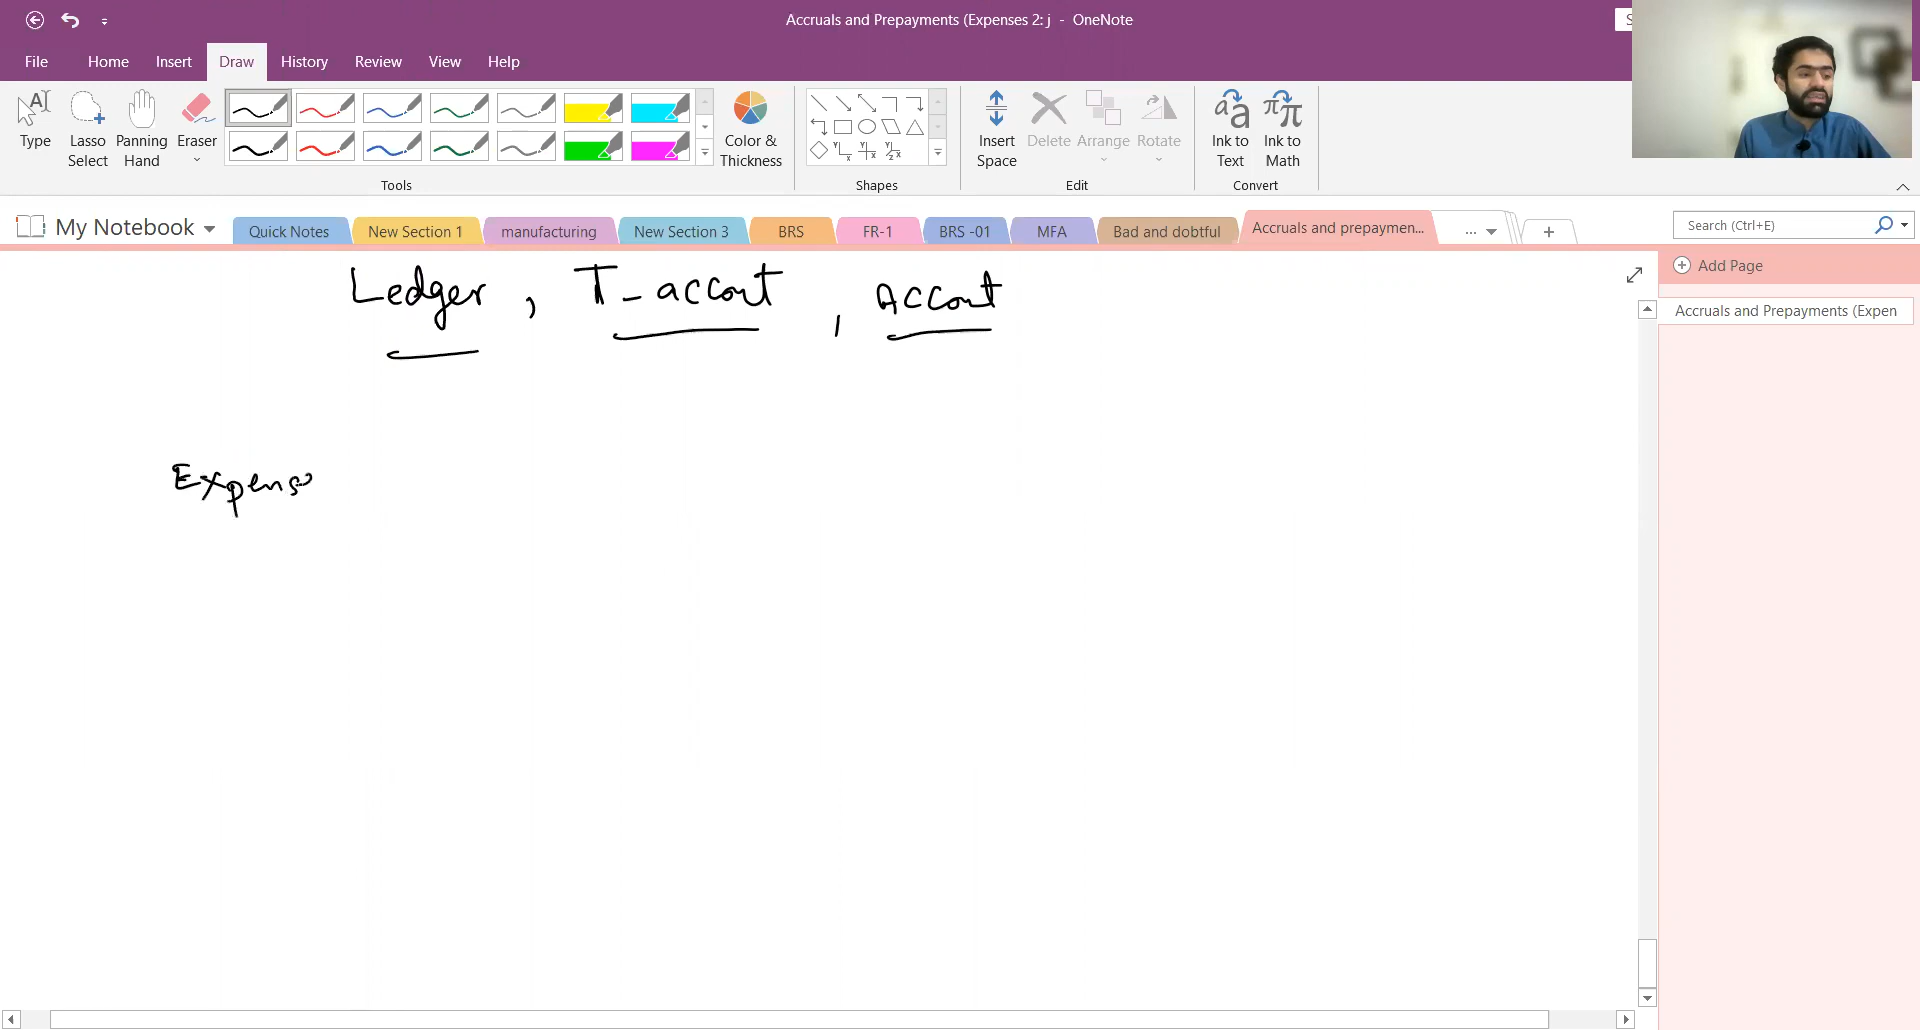 Accruals and Prepayments (Expenses 2: j - OneNote
S
File Home Insert Draw History Review View Help
Type
Lasso Select
Panning Hand
Eraser
Color & Thickness
Insert Space
Delete
Arrange
Rotate
Ink to Text
Ink to Math
Tools Shapes Edit Convert
My Notebook Quick Notes New Section 1 manufacturing New Section 3 BRS FR-1 BRS -01 MFA Bad and dobtful Accruals and prepaymen... ... Search (Ctrl+E)
Add Page
Accruals and Prepayments (Expen
Ledger , T-account , Account
Expens